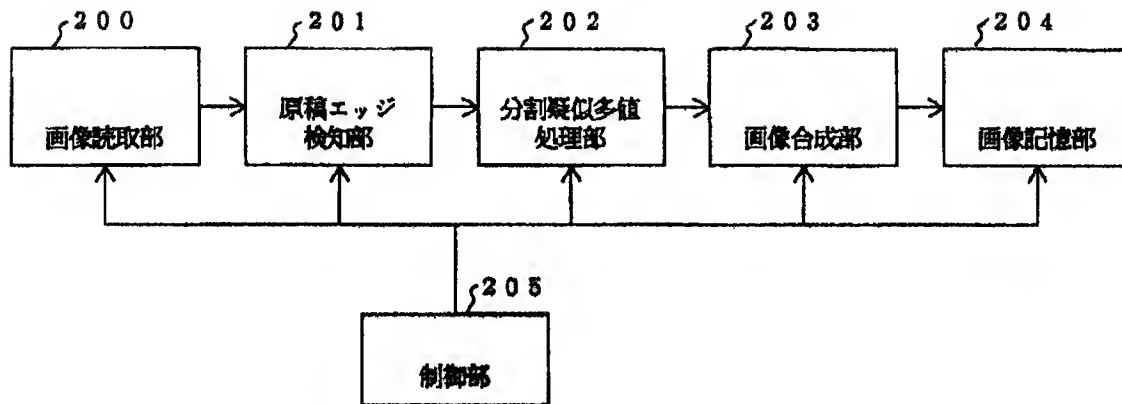 200 201 202 203 204
画像読取部
原稿エッジ
検知部
分割疑似多値
処理部
画像合成部
画像記憶部
205
制御部